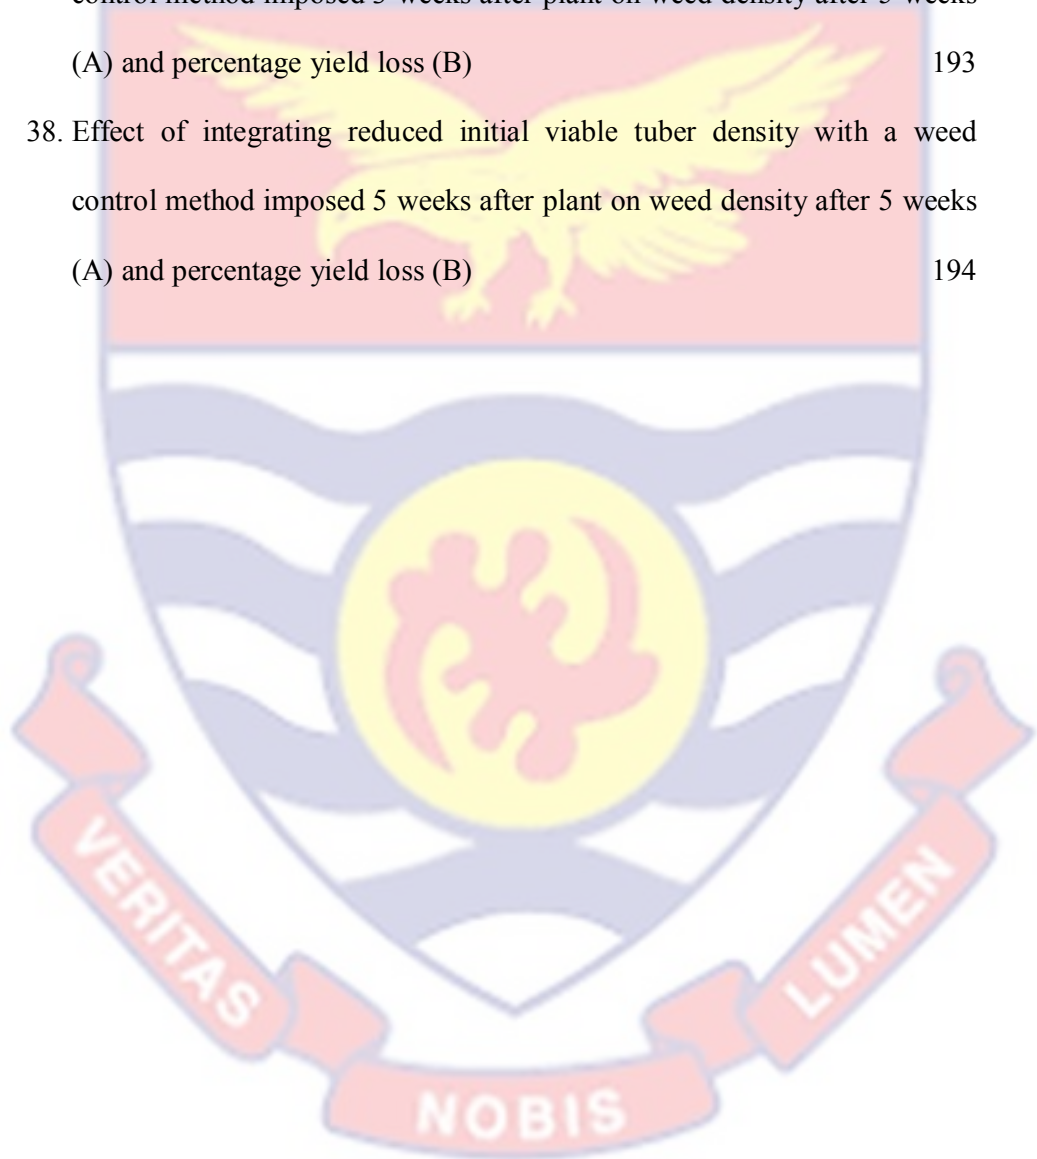 (A) and percentage yield loss (B) 193
38. Effect of integrating reduced initial viable tuber density with a weed
control method imposed 5 weeks after plant on weed density after 5 weeks
(A) and percentage yield loss (B) 194
VERITAS
NOBIS
LUMEN